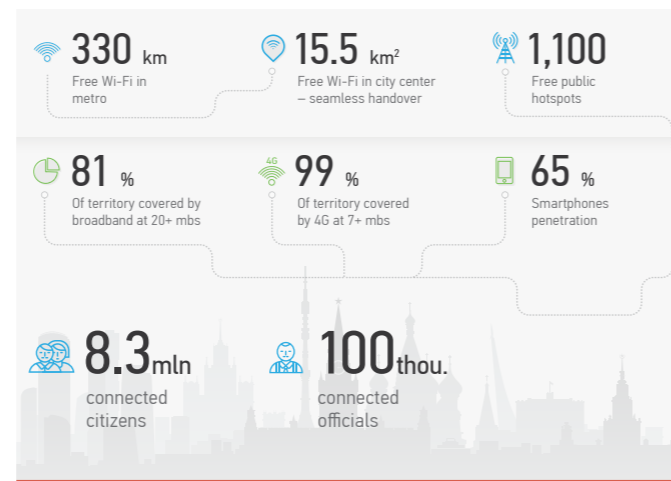 330 km
Free Wi-Fi in
metro
15.5 km²
Free Wi-Fi in city center
– seamless handover
1,100
Free public
hotspots
81 %
Of territory covered by
broadband at 20+ mbs
4G
99 %
Of territory covered
by 4G at 7+ mbs
65 %
Smartphones
penetration
8.3mln
connected
citizens
100thou.
connected
officials